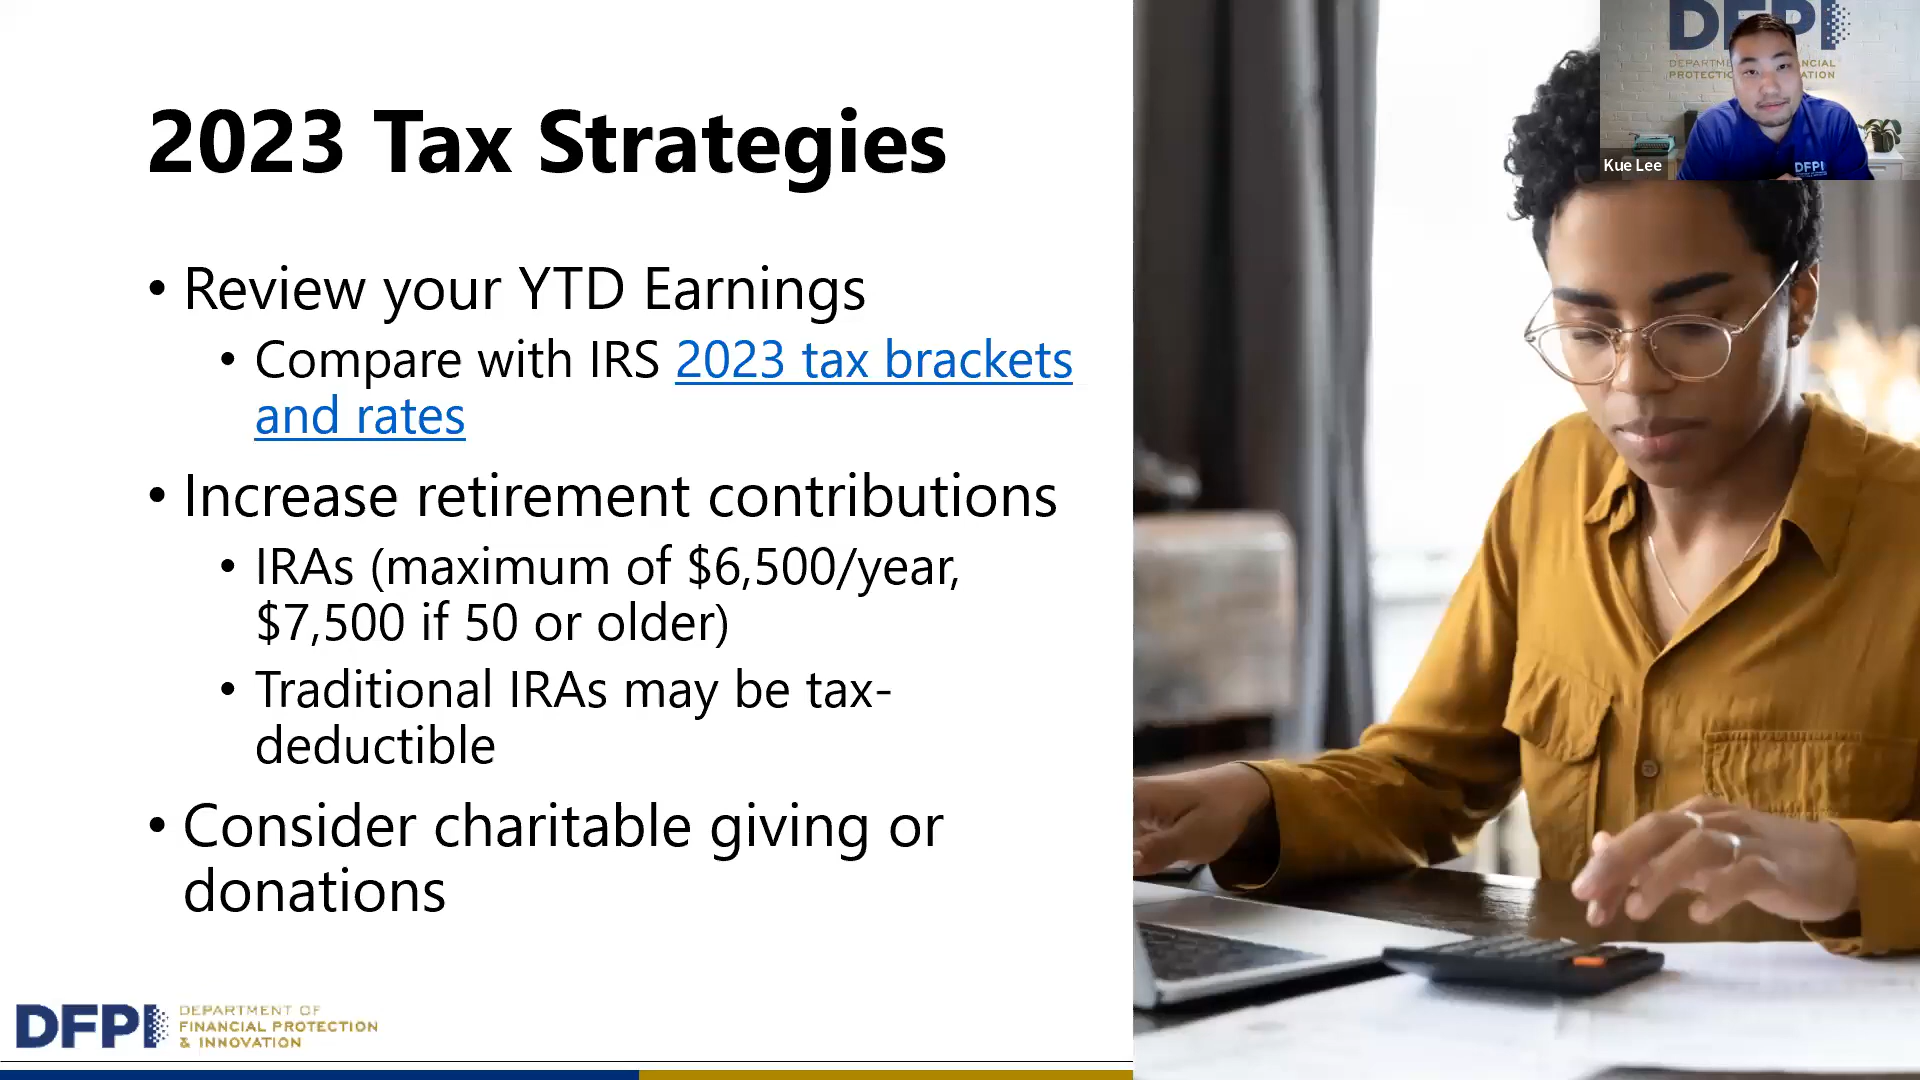 2023 Tax Strategies
• Review your YTD Earnings
• Compare with IRS 2023 tax brackets
and rates
• Increase retirement contributions
• IRAs (maximum of $6,500/year,
$7,500 if 50 or older)
• Traditional IRAs may be tax-
deductible
• Consider charitable giving or
donations
DFPI
DEPARTMENT OF
FINANCIAL PROTECTION
& INNOVATION
DFPI
Kue Lee
DFPI